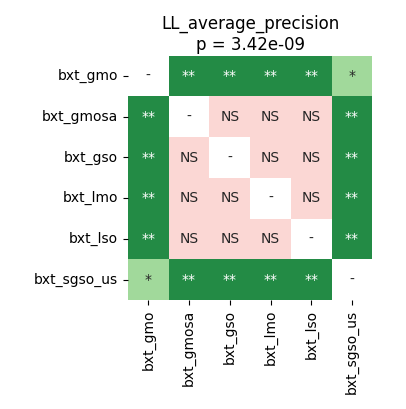 LL_average_precision
p = 3.42e-09
bxt_gmo - ** ** ** ** *
bxt_gmosa ** - NS NS NS **
bxt_gso ** NS - NS NS **
bxt_lmo ** NS NS - NS **
bxt_lso ** NS NS NS - **
bxt_sgso_us * ** ** ** ** -
bxt_gmo
bxt_gmosa
bxt_gso
bxt_lmo
bxt_lso
bxt_sgso_us